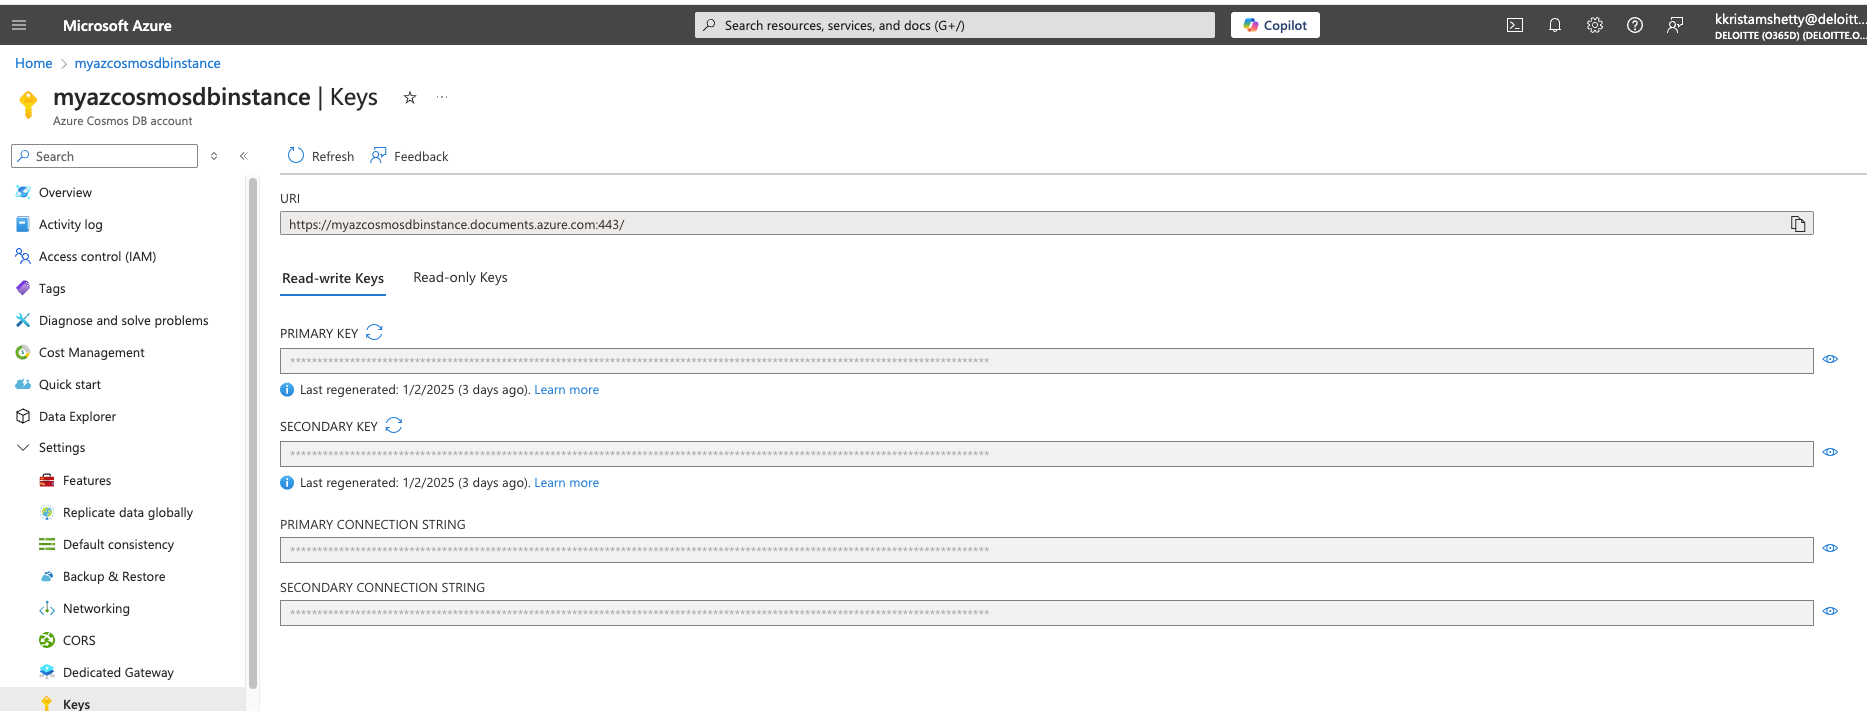 Microsoft Azure
Search resources, services, and docs (G+/)
Copilot
kkristamshetty@deloitt...
DELOITTE (O365D) (DELOITTE.O...
Home > myazcosmosdbinstance
myazcosmosdbinstance | Keys
Azure Cosmos DB account
Search
Overview
Activity log
Access control (IAM)
Tags
Diagnose and solve problems
Cost Management
Quick start
Data Explorer
Settings
Features
Replicate data globally
Default consistency
Backup & Restore
Networking
CORS
Dedicated Gateway
Keys
Refresh
Feedback
URI
https://myazcosmosdbinstance.documents.azure.com:443/
Read-write Keys
Read-only Keys
PRIMARY KEY
Last regenerated: 1/2/2025 (3 days ago). Learn more
SECONDARY KEY
Last regenerated: 1/2/2025 (3 days ago). Learn more
PRIMARY CONNECTION STRING
SECONDARY CONNECTION STRING